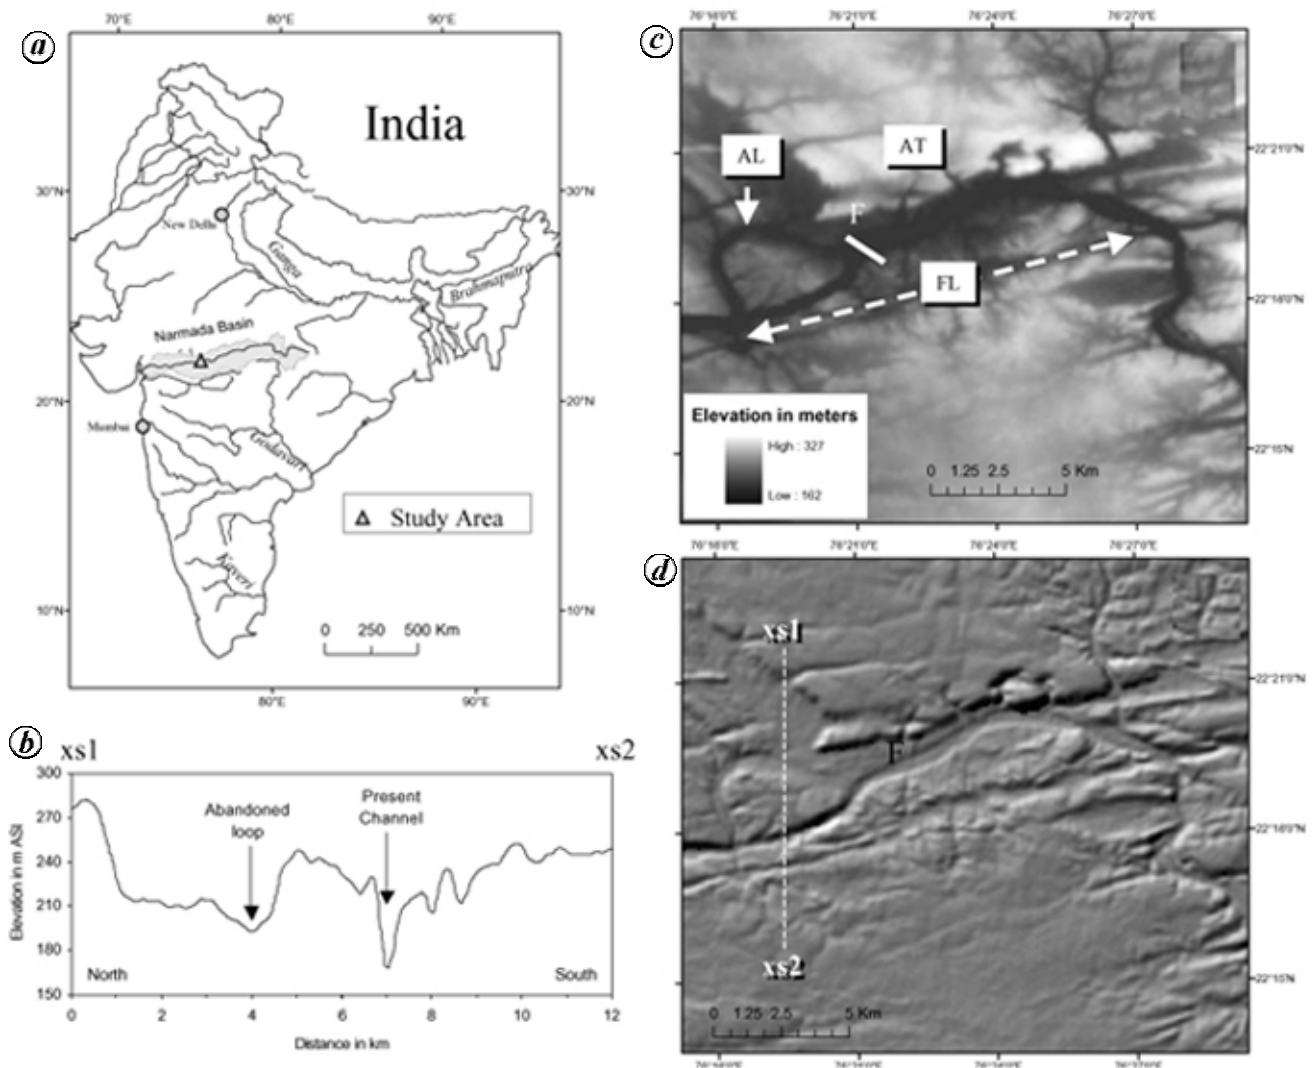 a
70°E 80°E 90°E
India
30°N 30°N
New Delhi
Ganga
Brahmaputra
Narmada Basin
20°N 20°N
Mumbai
Godavari
Study Area
Kaveri
10°N 10°N
0 250 500 Km
80°E 90°E
b
xs1 xs2
300
270
240
210
180
150
Elevation in m ASl
Abandoned
loop
Present
Channel
North South
0 2 4 6 8 10 12
Distance in km
c
76°18'0"E 76°21'0"E 76°24'0"E 76°27'0"E
AL
AT
F
FL
22°21'0"N
22°18'0"N
22°15'N
Elevation in meters
High : 327
Low : 162
0 1.25 2.5 5 Km
76°18'0"E 76°21'0"E 76°24'0"E 76°27'0"E
d
xs1
F
xs2
22°21'0"N
22°18'0"N
22°15'N
0 1.25 2.5 5 Km